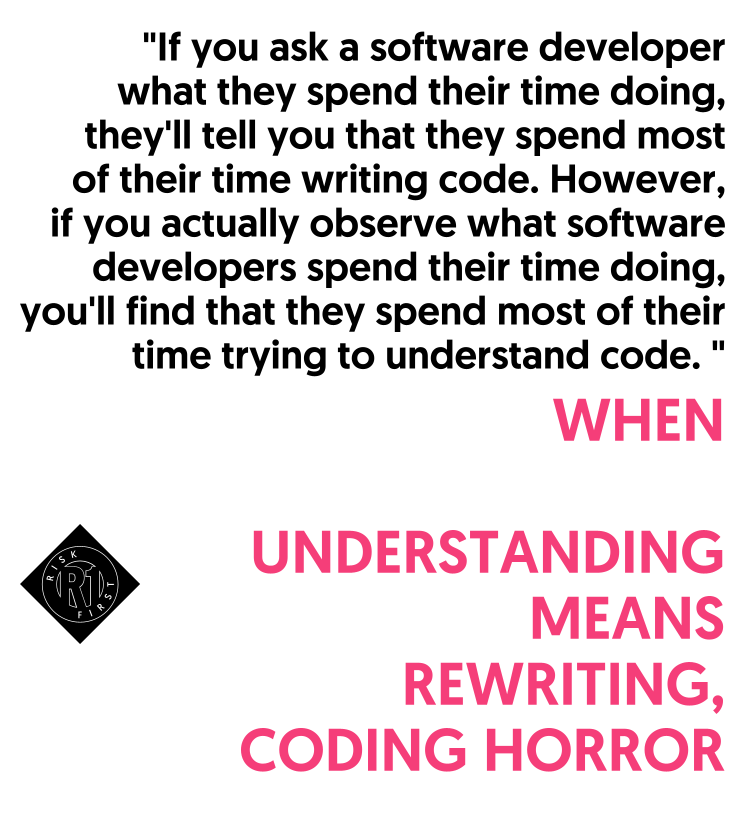 "If you ask a software developer
what they spend their time doing,
they'll tell you that they spend most
of their time writing code. However,
if you actually observe what software
developers spend their time doing,
you'll find that they spend most of their
time trying to understand code. "
WHEN
UNDERSTANDING
MEANS
REWRITING,
CODING HORROR
RISK
R1
FIRST